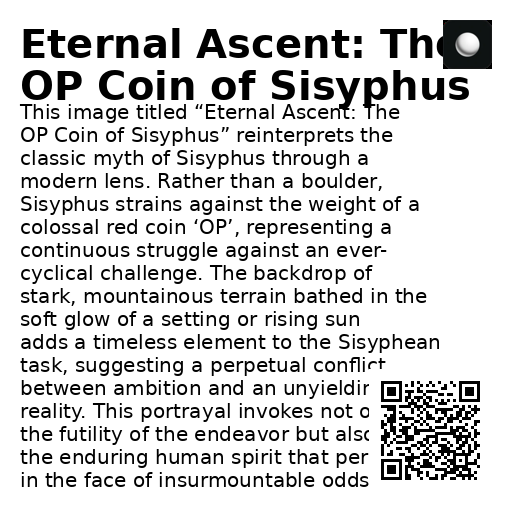 Eternal Ascent: The
OP Coin of Sisyphus
This image titled “Eternal Ascent: The
OP Coin of Sisyphus” reinterprets the
classic myth of Sisyphus through a
modern lens. Rather than a boulder,
Sisyphus strains against the weight of a
colossal red coin ‘OP’, representing a
continuous struggle against an ever-
cyclical challenge. The backdrop of
stark, mountainous terrain bathed in the
soft glow of a setting or rising sun
adds a timeless element to the Sisyphean
task, suggesting a perpetual conflict
between ambition and an
reality. This portrayal invokes not
the futility of the endeavor but also
the enduring human spirit that
in the face of insurmountable odds